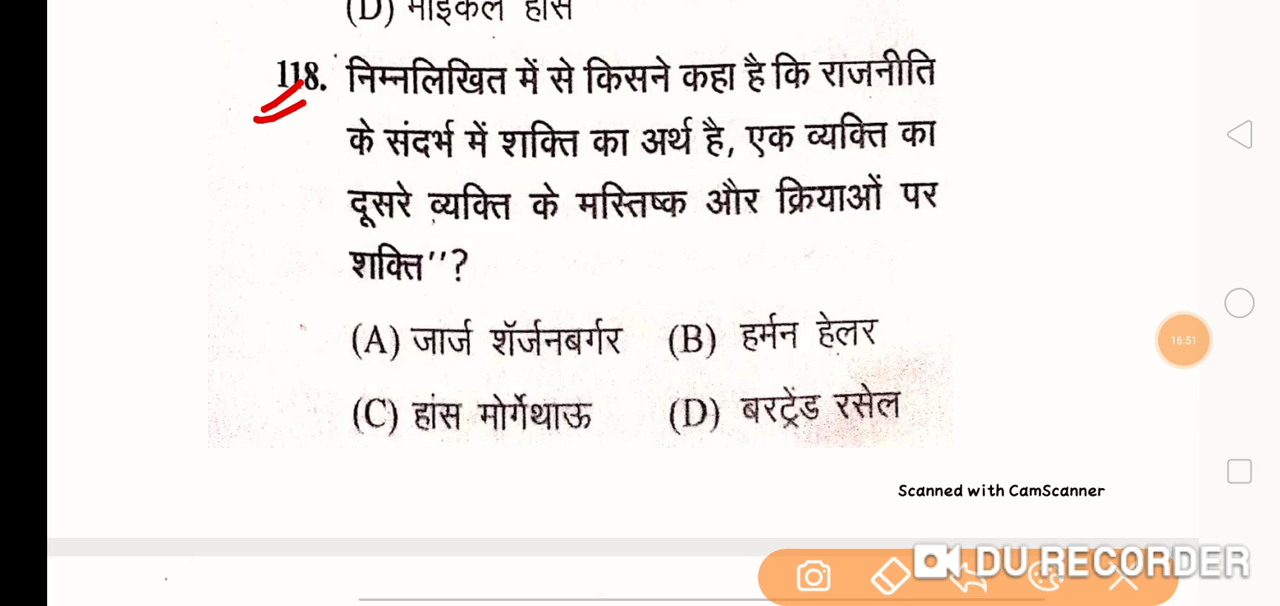 (D) माइकल हास
118. निम्नलिखित में से किसने कहा है कि राजनीति
के संदर्भ में शक्ति का अर्थ है, एक व्यक्ति का
दूसरे व्यक्ति के मस्तिष्क और क्रियाओं पर
शक्ति''?
(A) जार्ज शॅर्जनबर्गर (B) हर्मन हेलर
(C) हांस मोर्गेथाऊ (D) बरट्रेंड रसेल
16:51
Scanned with CamScanner
DU RECORDER